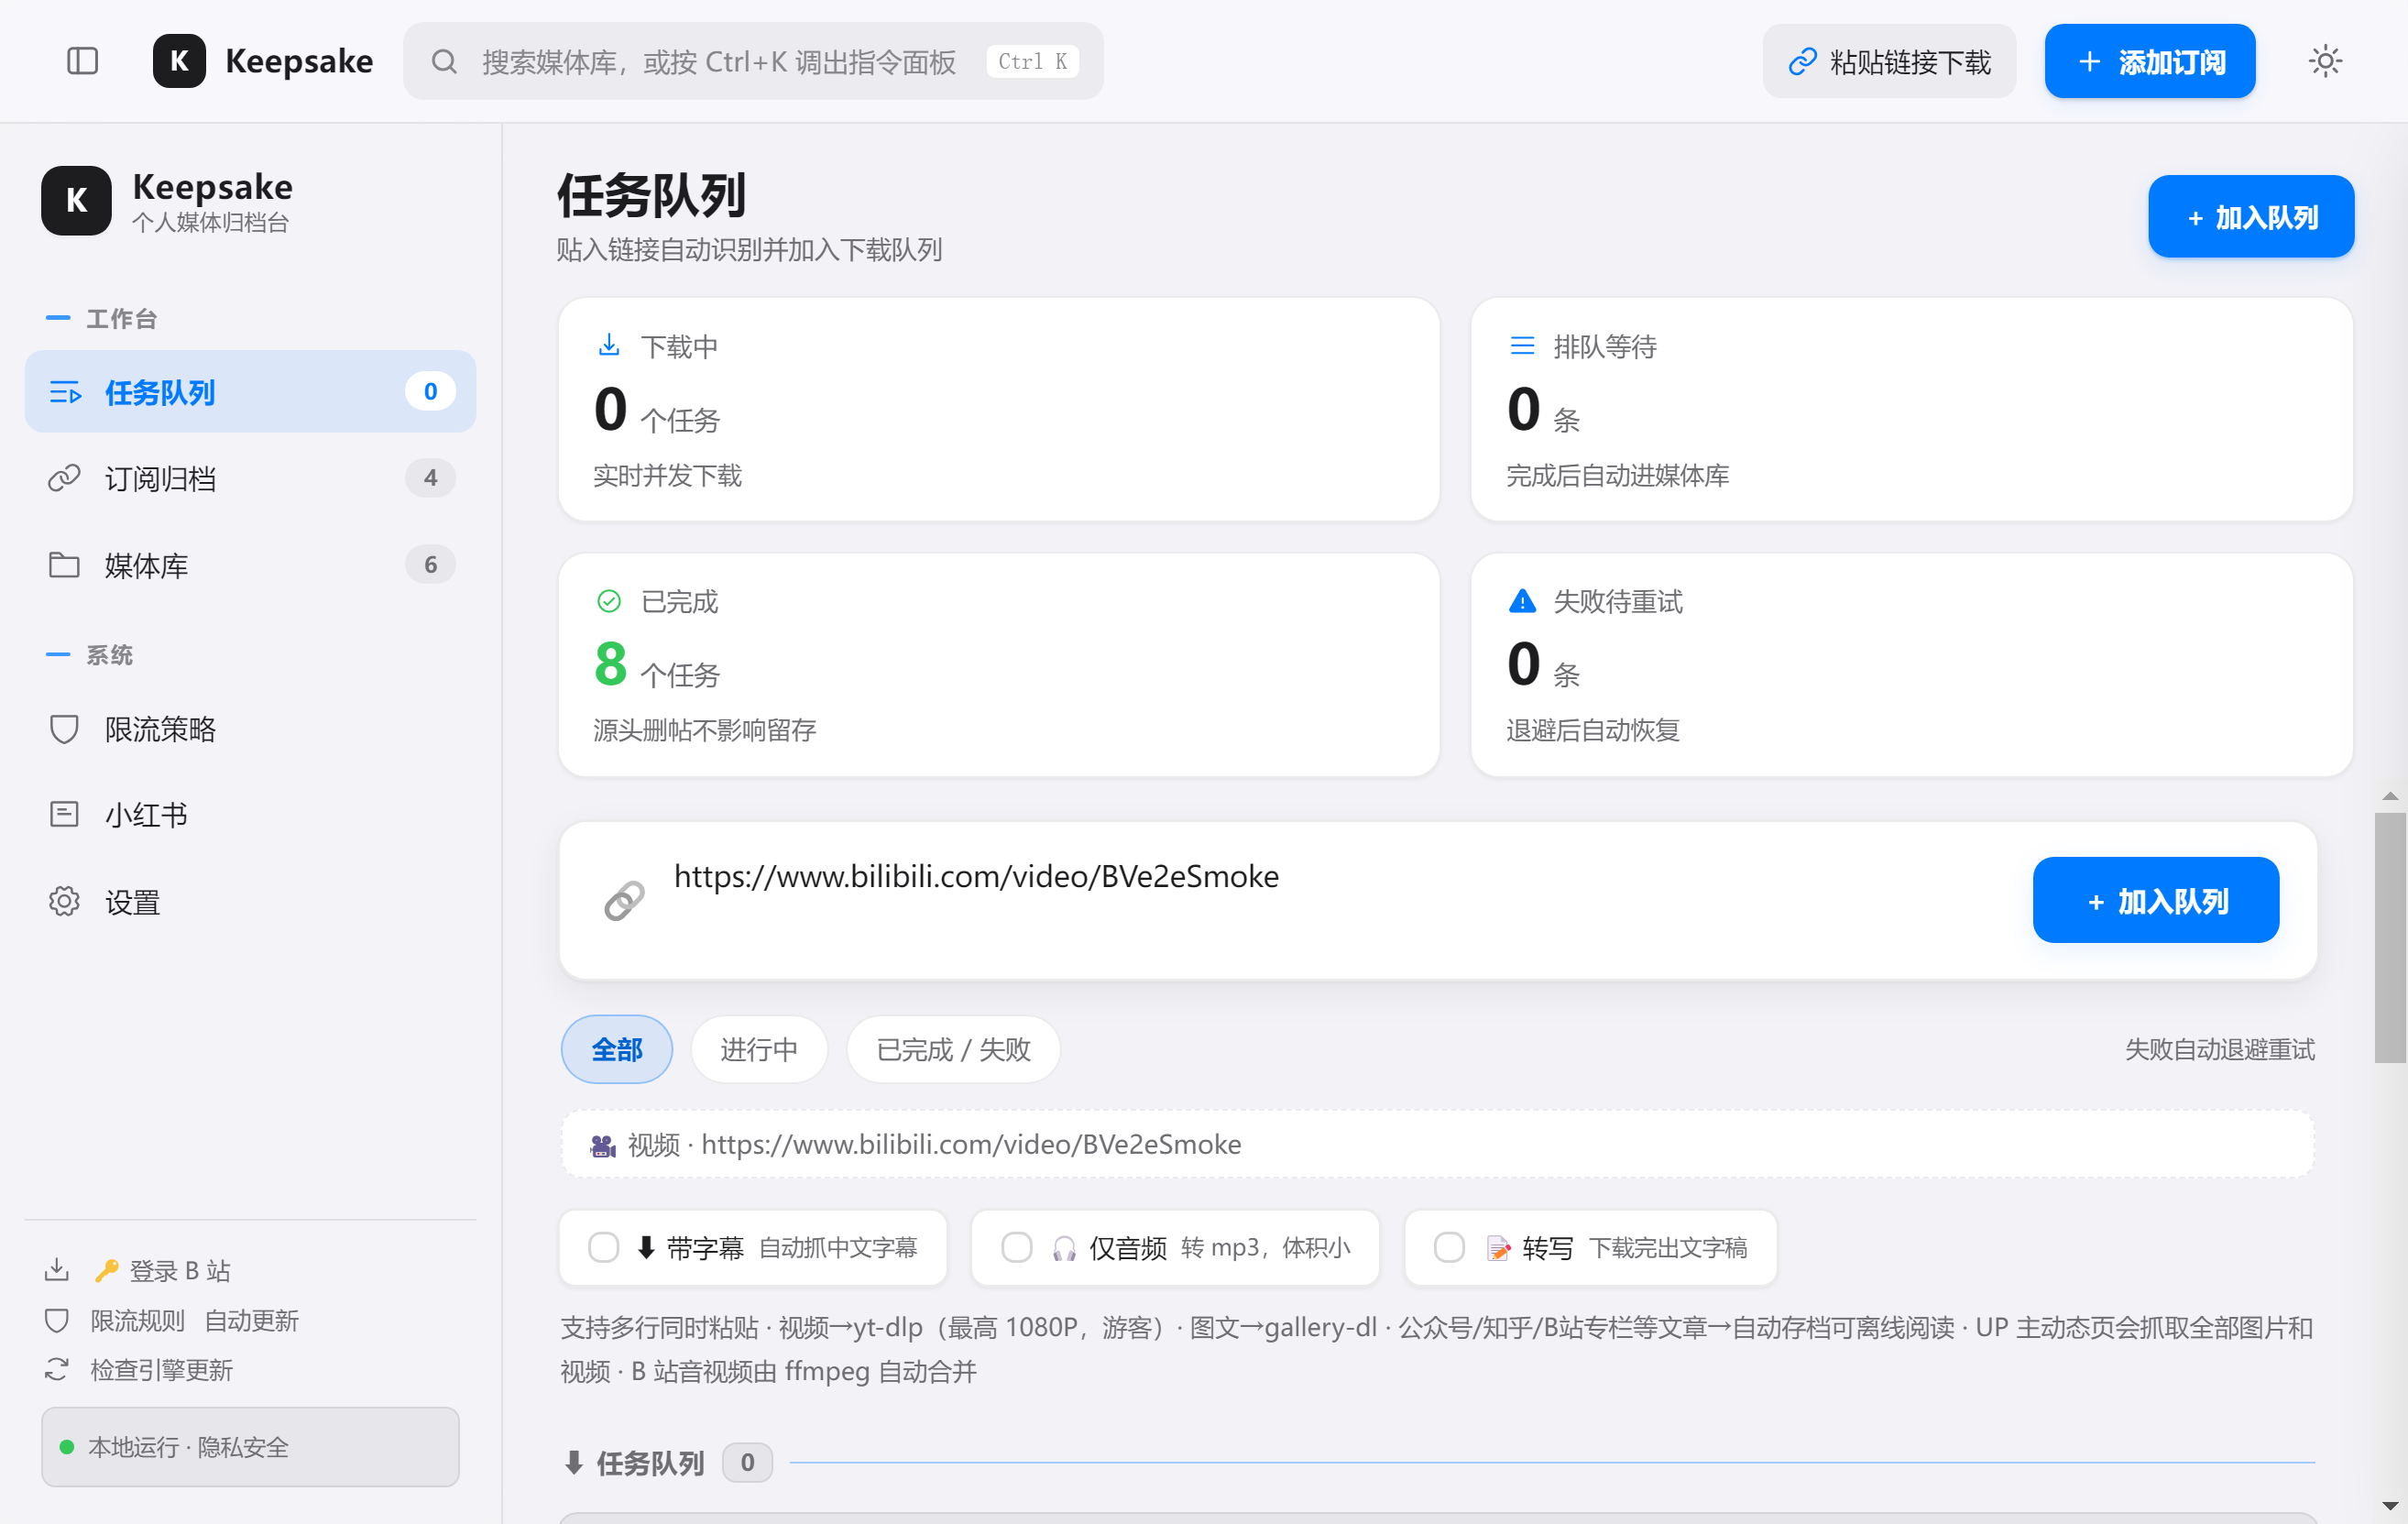 K Keepsake
搜索媒体库，或按 Ctrl+K 调出指令面板 Ctrl K
粘贴链接下载
+ 添加订阅
K Keepsake
个人媒体归档台
工作台
任务队列 0
订阅归档 4
媒体库 6
系统
限流策略
小红书
设置
登录 B 站
限流规则 自动更新
检查引擎更新
本地运行 · 隐私安全
任务队列
贴入链接自动识别并加入下载队列
+ 加入队列
下载中
0 个任务
实时并发下载
排队等待
0 条
完成后自动进媒体库
已完成
8 个任务
源头删帖不影响留存
失败待重试
0 条
退避后自动恢复
https://www.bilibili.com/video/BVe2eSmoke
+ 加入队列
全部 进行中 已完成 / 失败 失败自动退避重试
视频 · https://www.bilibili.com/video/BVe2eSmoke
带字幕 自动抓中文字幕
仅音频 转 mp3，体积小
转写 下载完出文字稿
支持多行同时粘贴 · 视频→yt-dlp（最高 1080P，游客）· 图文→gallery-dl · 公众号/知乎/B站专栏等文章→自动存档可离线阅读 · UP 主动态页会抓取全部图片和
视频 · B 站音视频由 ffmpeg 自动合并
任务队列 0